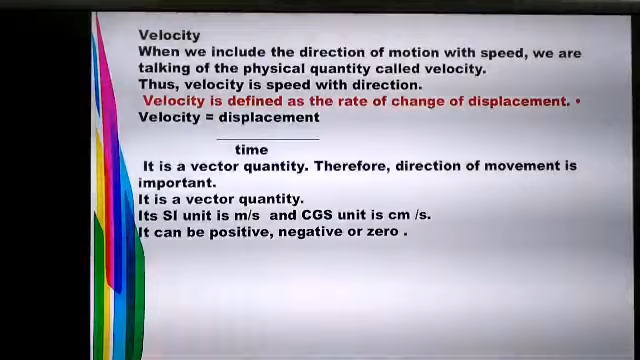 Velocity
When we include the direction of motion with speed, we are
talking of the physical quantity called velocity.
Thus, velocity is speed with direction.
Velocity is defined as the rate of change of displacement. •
Velocity = displacement
time
It is a vector quantity. Therefore, direction of movement is
important.
It is a vector quantity.
Its SI unit is m/s and CGS unit is cm /s.
It can be positive, negative or zero .